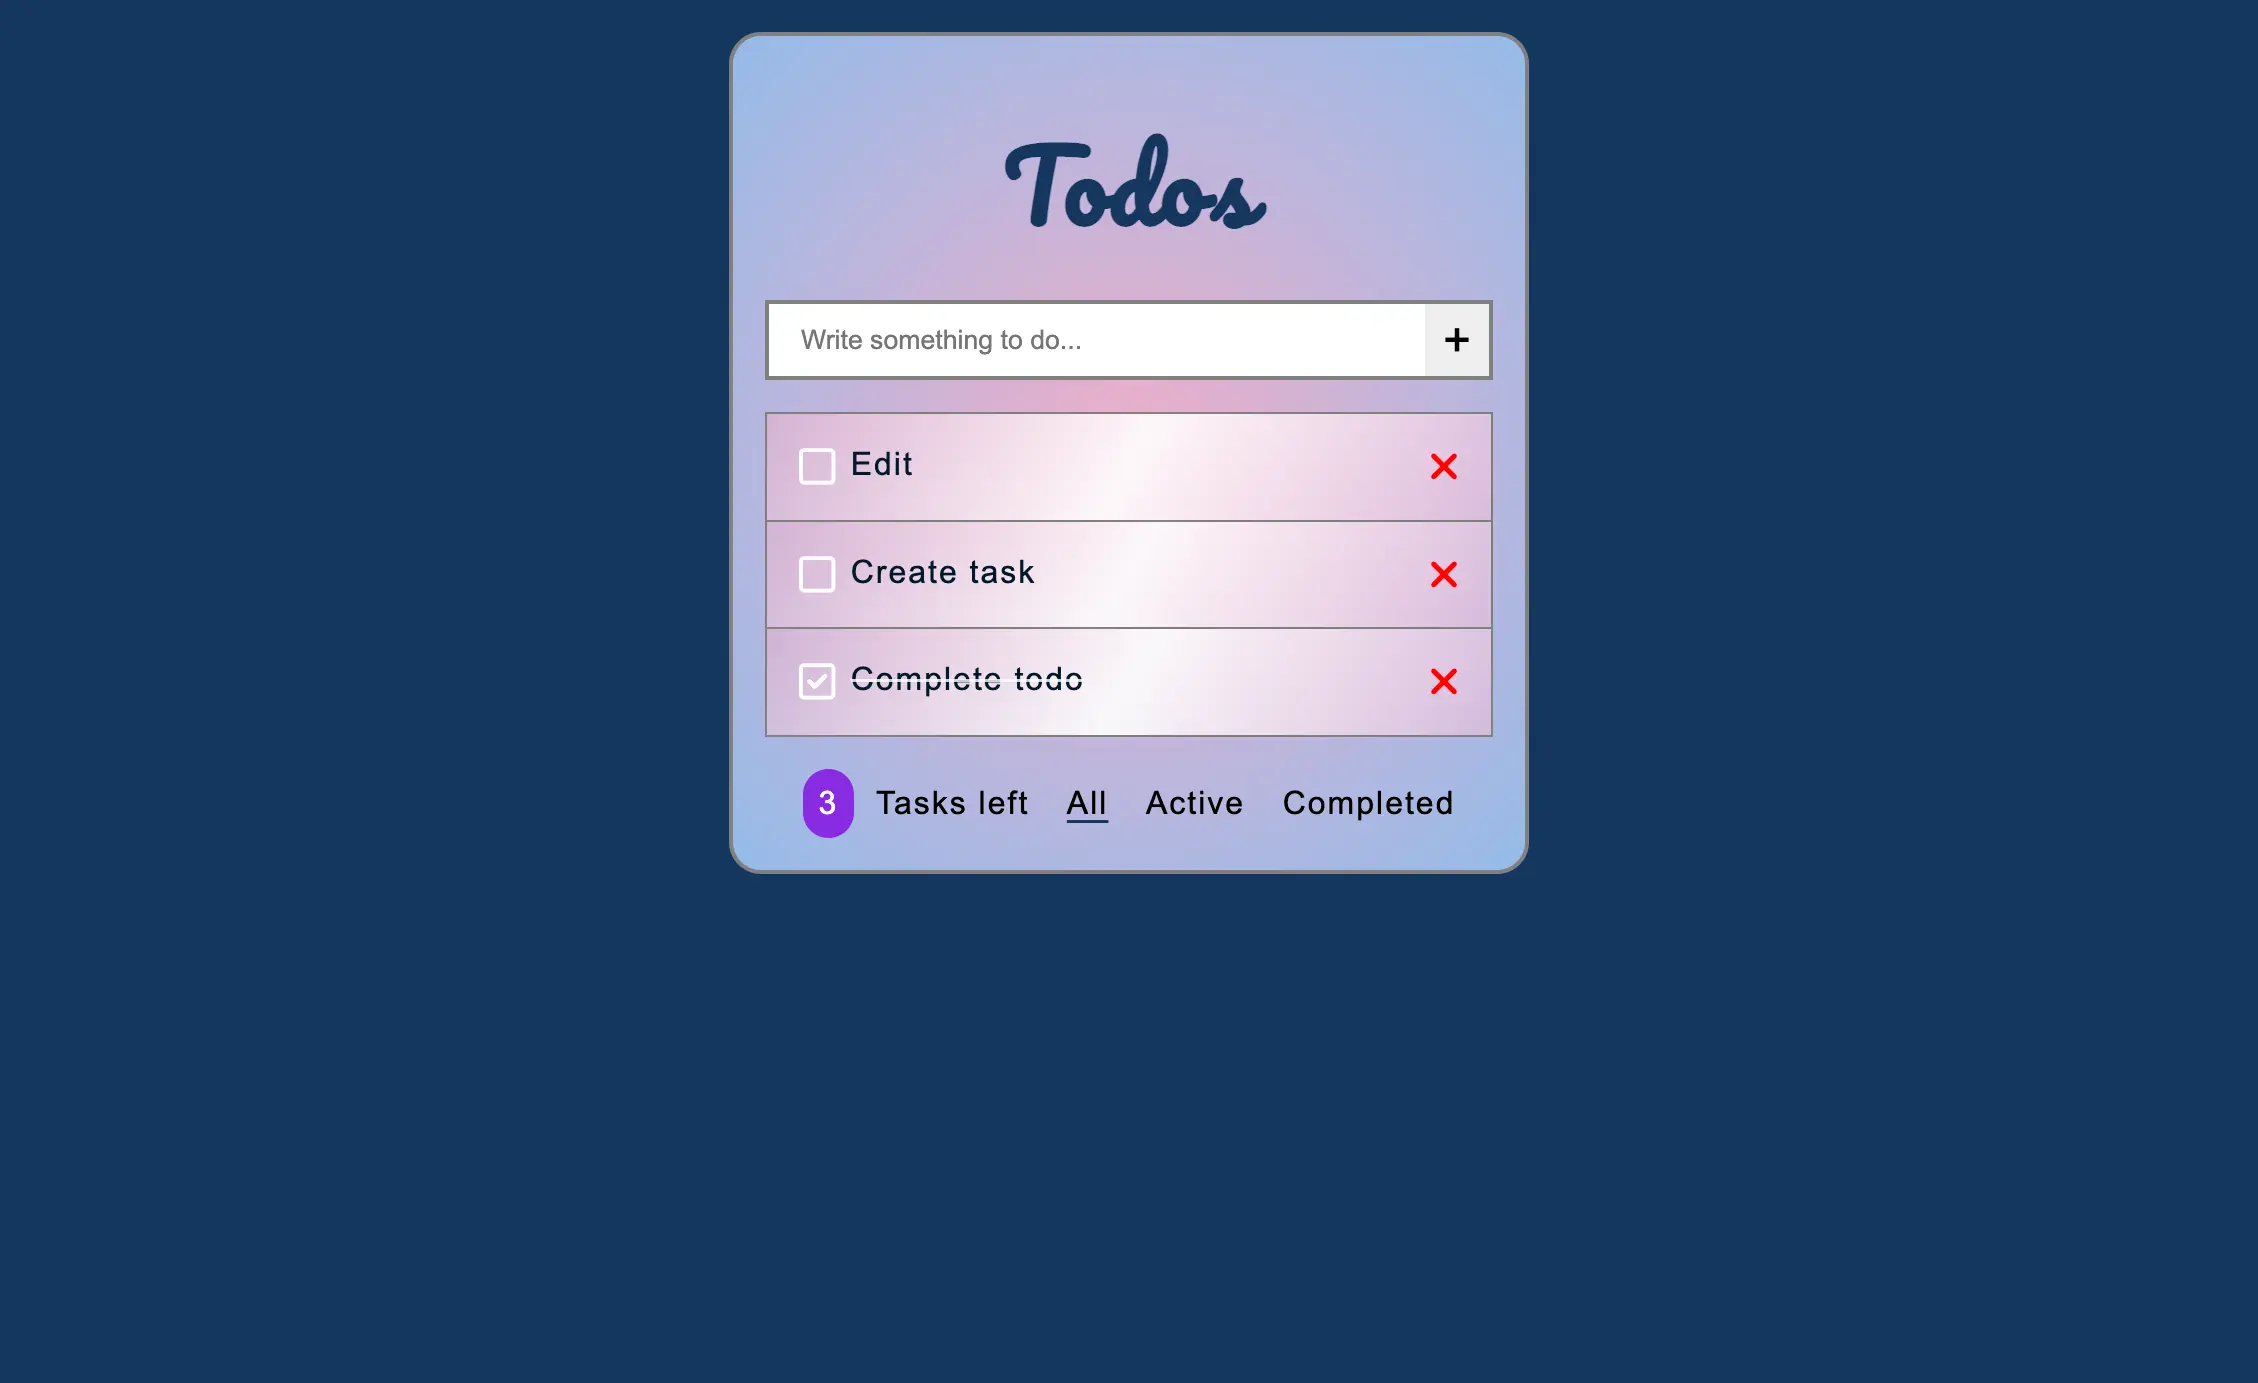 Todos
Write something to do...
Edit
Create task
Complete todo
3 Tasks left All Active Completed